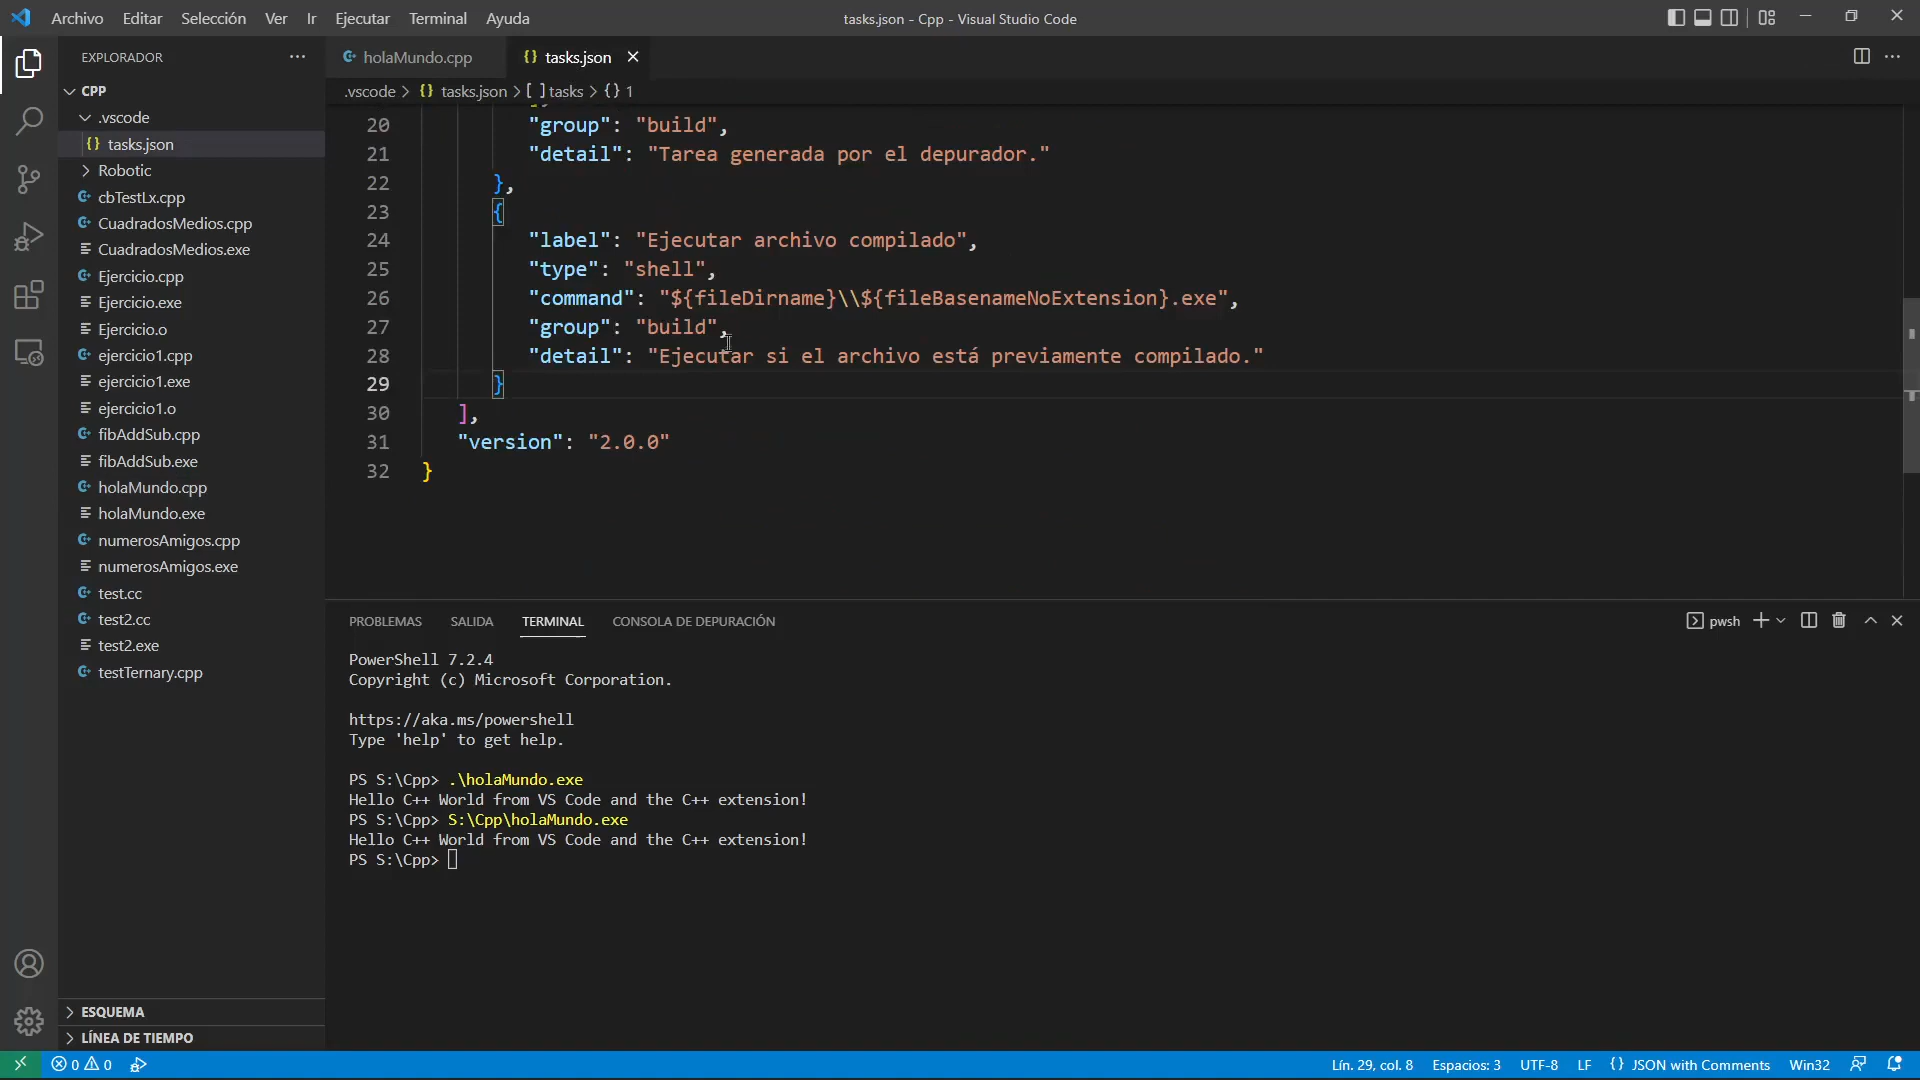 Archivo Editar Selección Ver Ir Ejecutar Terminal Ayuda
tasks.json - Cpp - Visual Studio Code
EXPLORADOR
CPP
.vscode
tasks.json
Robotic
cbTestLx.cpp
CuadradosMedios.cpp
CuadradosMedios.exe
Ejercicio.cpp
Ejercicio.exe
Ejercicio.o
ejercicio1.cpp
ejercicio1.exe
ejercicio1.o
fibAddSub.cpp
fibAddSub.exe
holaMundo.cpp
holaMundo.exe
numerosAmigos.cpp
numerosAmigos.exe
test.cc
test2.cc
test2.exe
testTernary.cpp
ESQUEMA
LÍNEA DE TIEMPO
holaMundo.cpp
{} tasks.json
.vscode > {} tasks.json > [ ] tasks > {} 1
20 "group": "build",
21 "detail": "Tarea generada por el depurador."
22 },
23 {
24 "label": "Ejecutar archivo compilado",
25 "type": "shell",
26 "command": "${fileDirname}\\${fileBasenameNoExtension}.exe",
27 "group": "build",
28 "detail": "Ejecutar si el archivo está previamente compilado."
29 }
30 ],
31 "version": "2.0.0"
32 }
PROBLEMAS SALIDA TERMINAL CONSOLA DE DEPURACIÓN
pwsh
PowerShell 7.2.4
Copyright (c) Microsoft Corporation.
https://aka.ms/powershell
Type 'help' to get help.
PS S:\Cpp> .\holaMundo.exe
Hello C++ World from VS Code and the C++ extension!
PS S:\Cpp> S:\Cpp\holaMundo.exe
Hello C++ World from VS Code and the C++ extension!
PS S:\Cpp>
0 0
Lín. 29, col. 8 Espacios: 3 UTF-8 LF {} JSON with Comments Win32